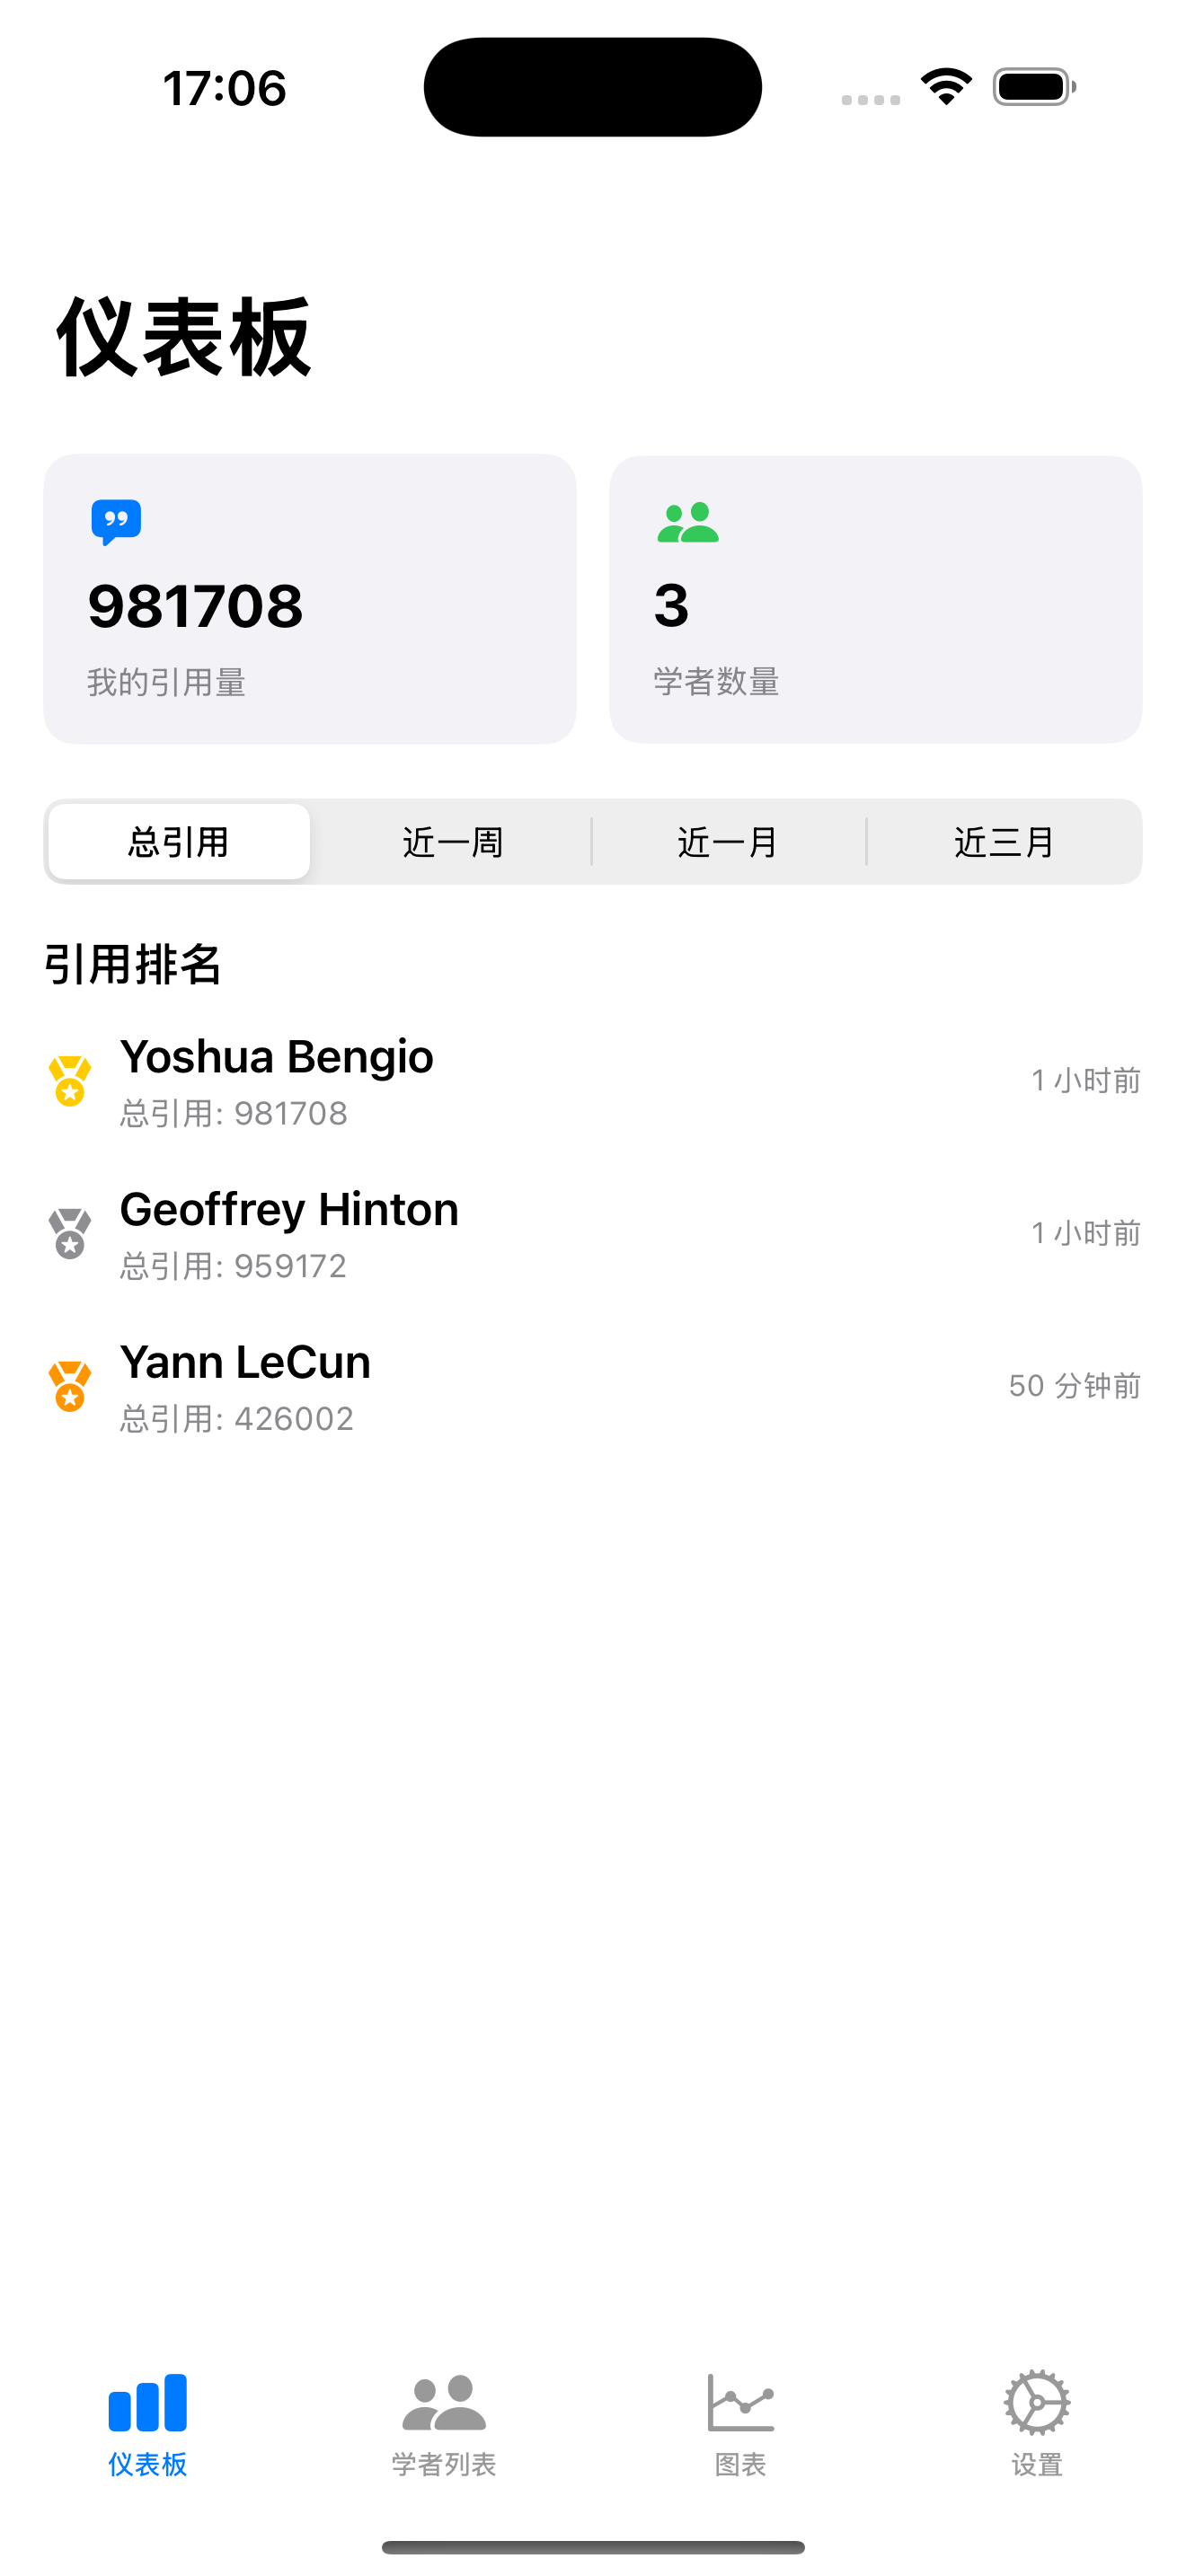 17:06
仪表板
981708
我的引用量
3
学者数量
总引用
近一周
近一月
近三月
引用排名
Yoshua Bengio
总引用: 981708
1 小时前
Geoffrey Hinton
总引用: 959172
1 小时前
Yann LeCun
总引用: 426002
50 分钟前
仪表板
学者列表
图表
设置